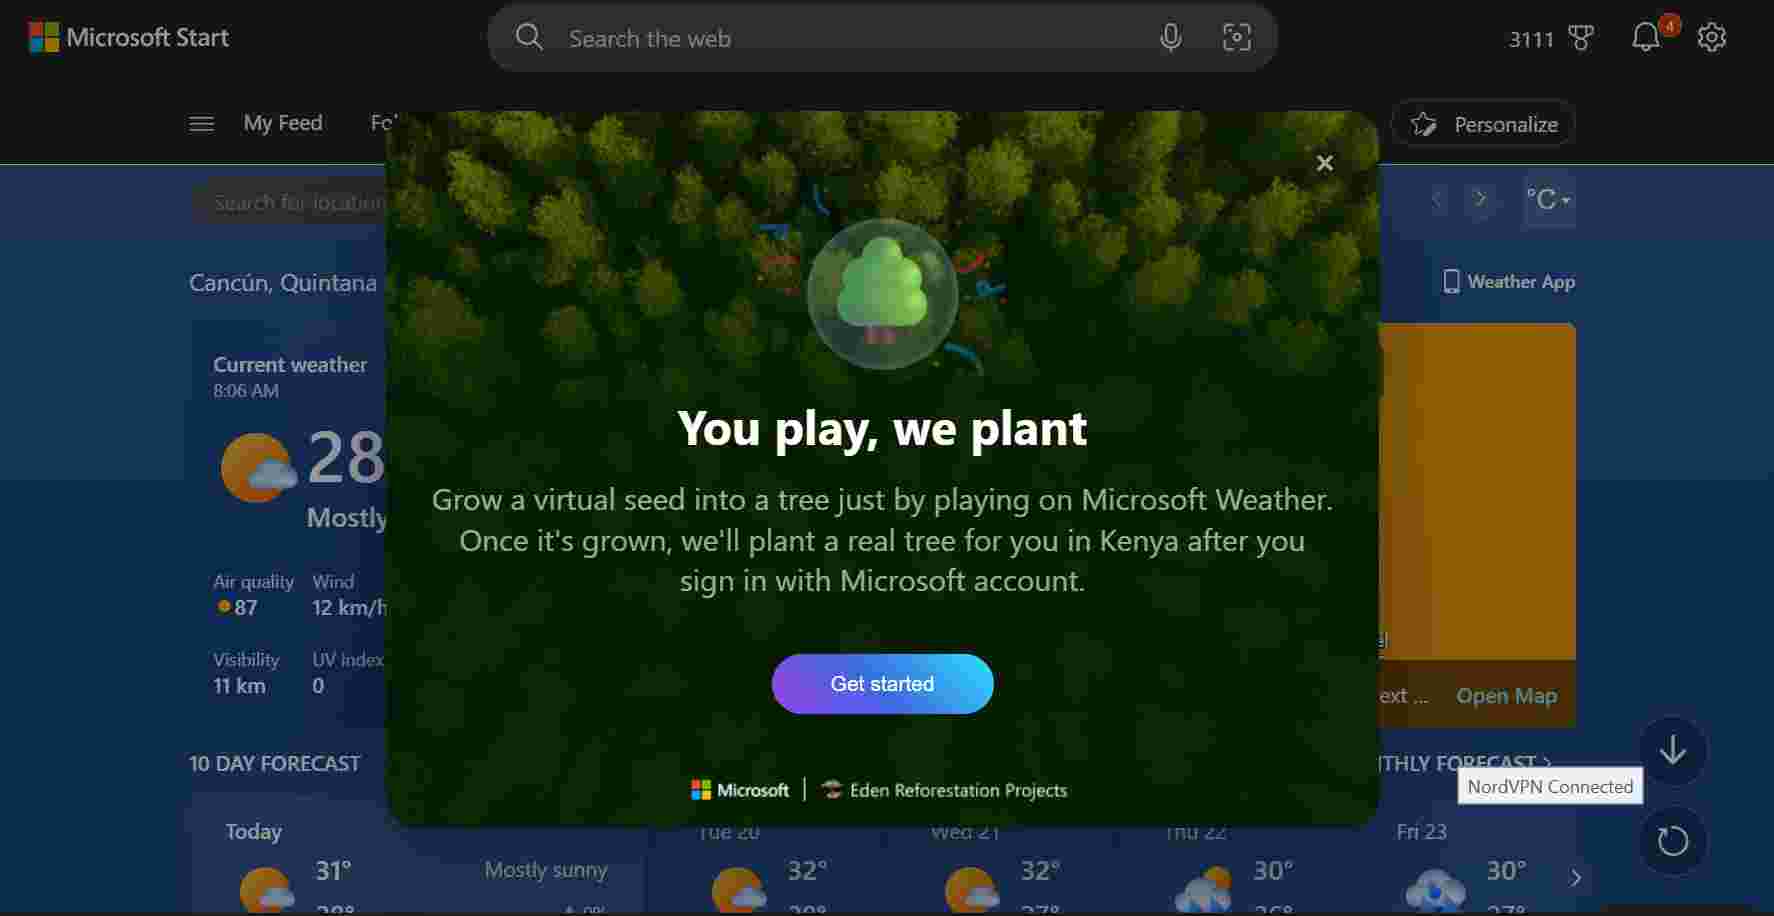 Microsoft Start
Search the web
3111
4
My Feed
Personalize
Search for location
°C
Cancún, Quintana
Weather App
Current weather
8:06 AM
28
Mostly
Air quality
Wind
87
12 km/h
Visibility
UV Index
11 km
0
You play, we plant
Grow a virtual seed into a tree just by playing on Microsoft Weather.
Once it's grown, we'll plant a real tree for you in Kenya after you
sign in with Microsoft account.
Get started
Microsoft | Eden Reforestation Projects
Open Map
10 DAY FORECAST
THLY FORECAST
NordVPN Connected
Today
Tue 20
Wed 21
Thu 22
Fri 23
31°
Mostly sunny
32°
32°
30°
30°